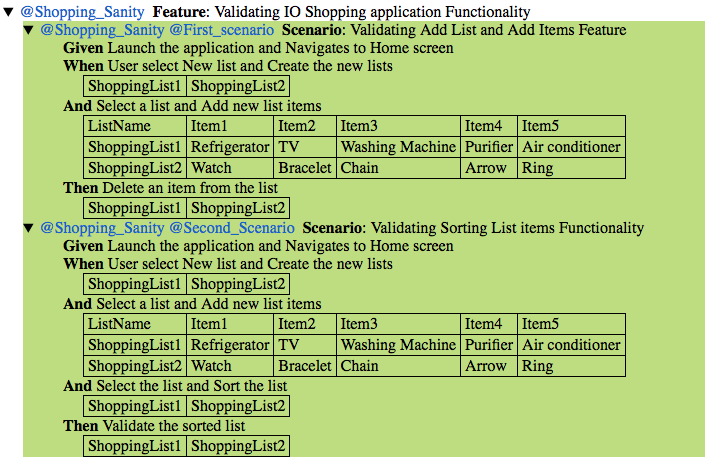 @Shopping_Sanity Feature: Validating IO Shopping application Functionality
@Shopping_Sanity @First_scenario Scenario: Validating Add List and Add Items Feature
Given Launch the application and Navigates to Home screen
When User select New list and Create the new lists
ShoppingList1 ShoppingList2
And Select a list and Add new list items
ListName Item1 Item2 Item3 Item4 Item5
ShoppingList1 Refrigerator TV Washing Machine Purifier Air conditioner
ShoppingList2 Watch Bracelet Chain Arrow Ring
Then Delete an item from the list
ShoppingList1 ShoppingList2
@Shopping_Sanity @Second_Scenario Scenario: Validating Sorting List items Functionality
Given Launch the application and Navigates to Home screen
When User select New list and Create the new lists
ShoppingList1 ShoppingList2
And Select a list and Add new list items
ListName Item1 Item2 Item3 Item4 Item5
ShoppingList1 Refrigerator TV Washing Machine Purifier Air conditioner
ShoppingList2 Watch Bracelet Chain Arrow Ring
And Select the list and Sort the list
ShoppingList1 ShoppingList2
Then Validate the sorted list
ShoppingList1 ShoppingList2